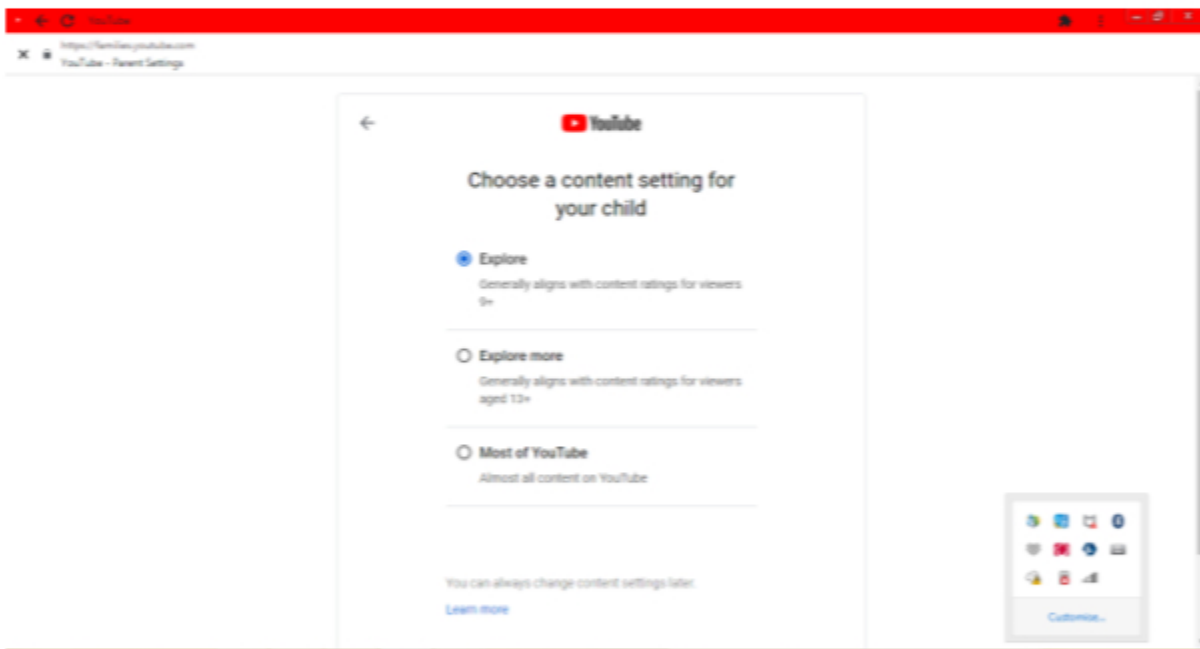 YouTube
https://families.youtube.com
YouTube - Parent Settings
YouTube
Choose a content setting for
your child
Explore
Generally aligns with content ratings for viewers
9+
Explore more
Generally aligns with content ratings for viewers
aged 13+
Most of YouTube
Almost all content on YouTube
You can always change content settings later.
Learn more
Customise...